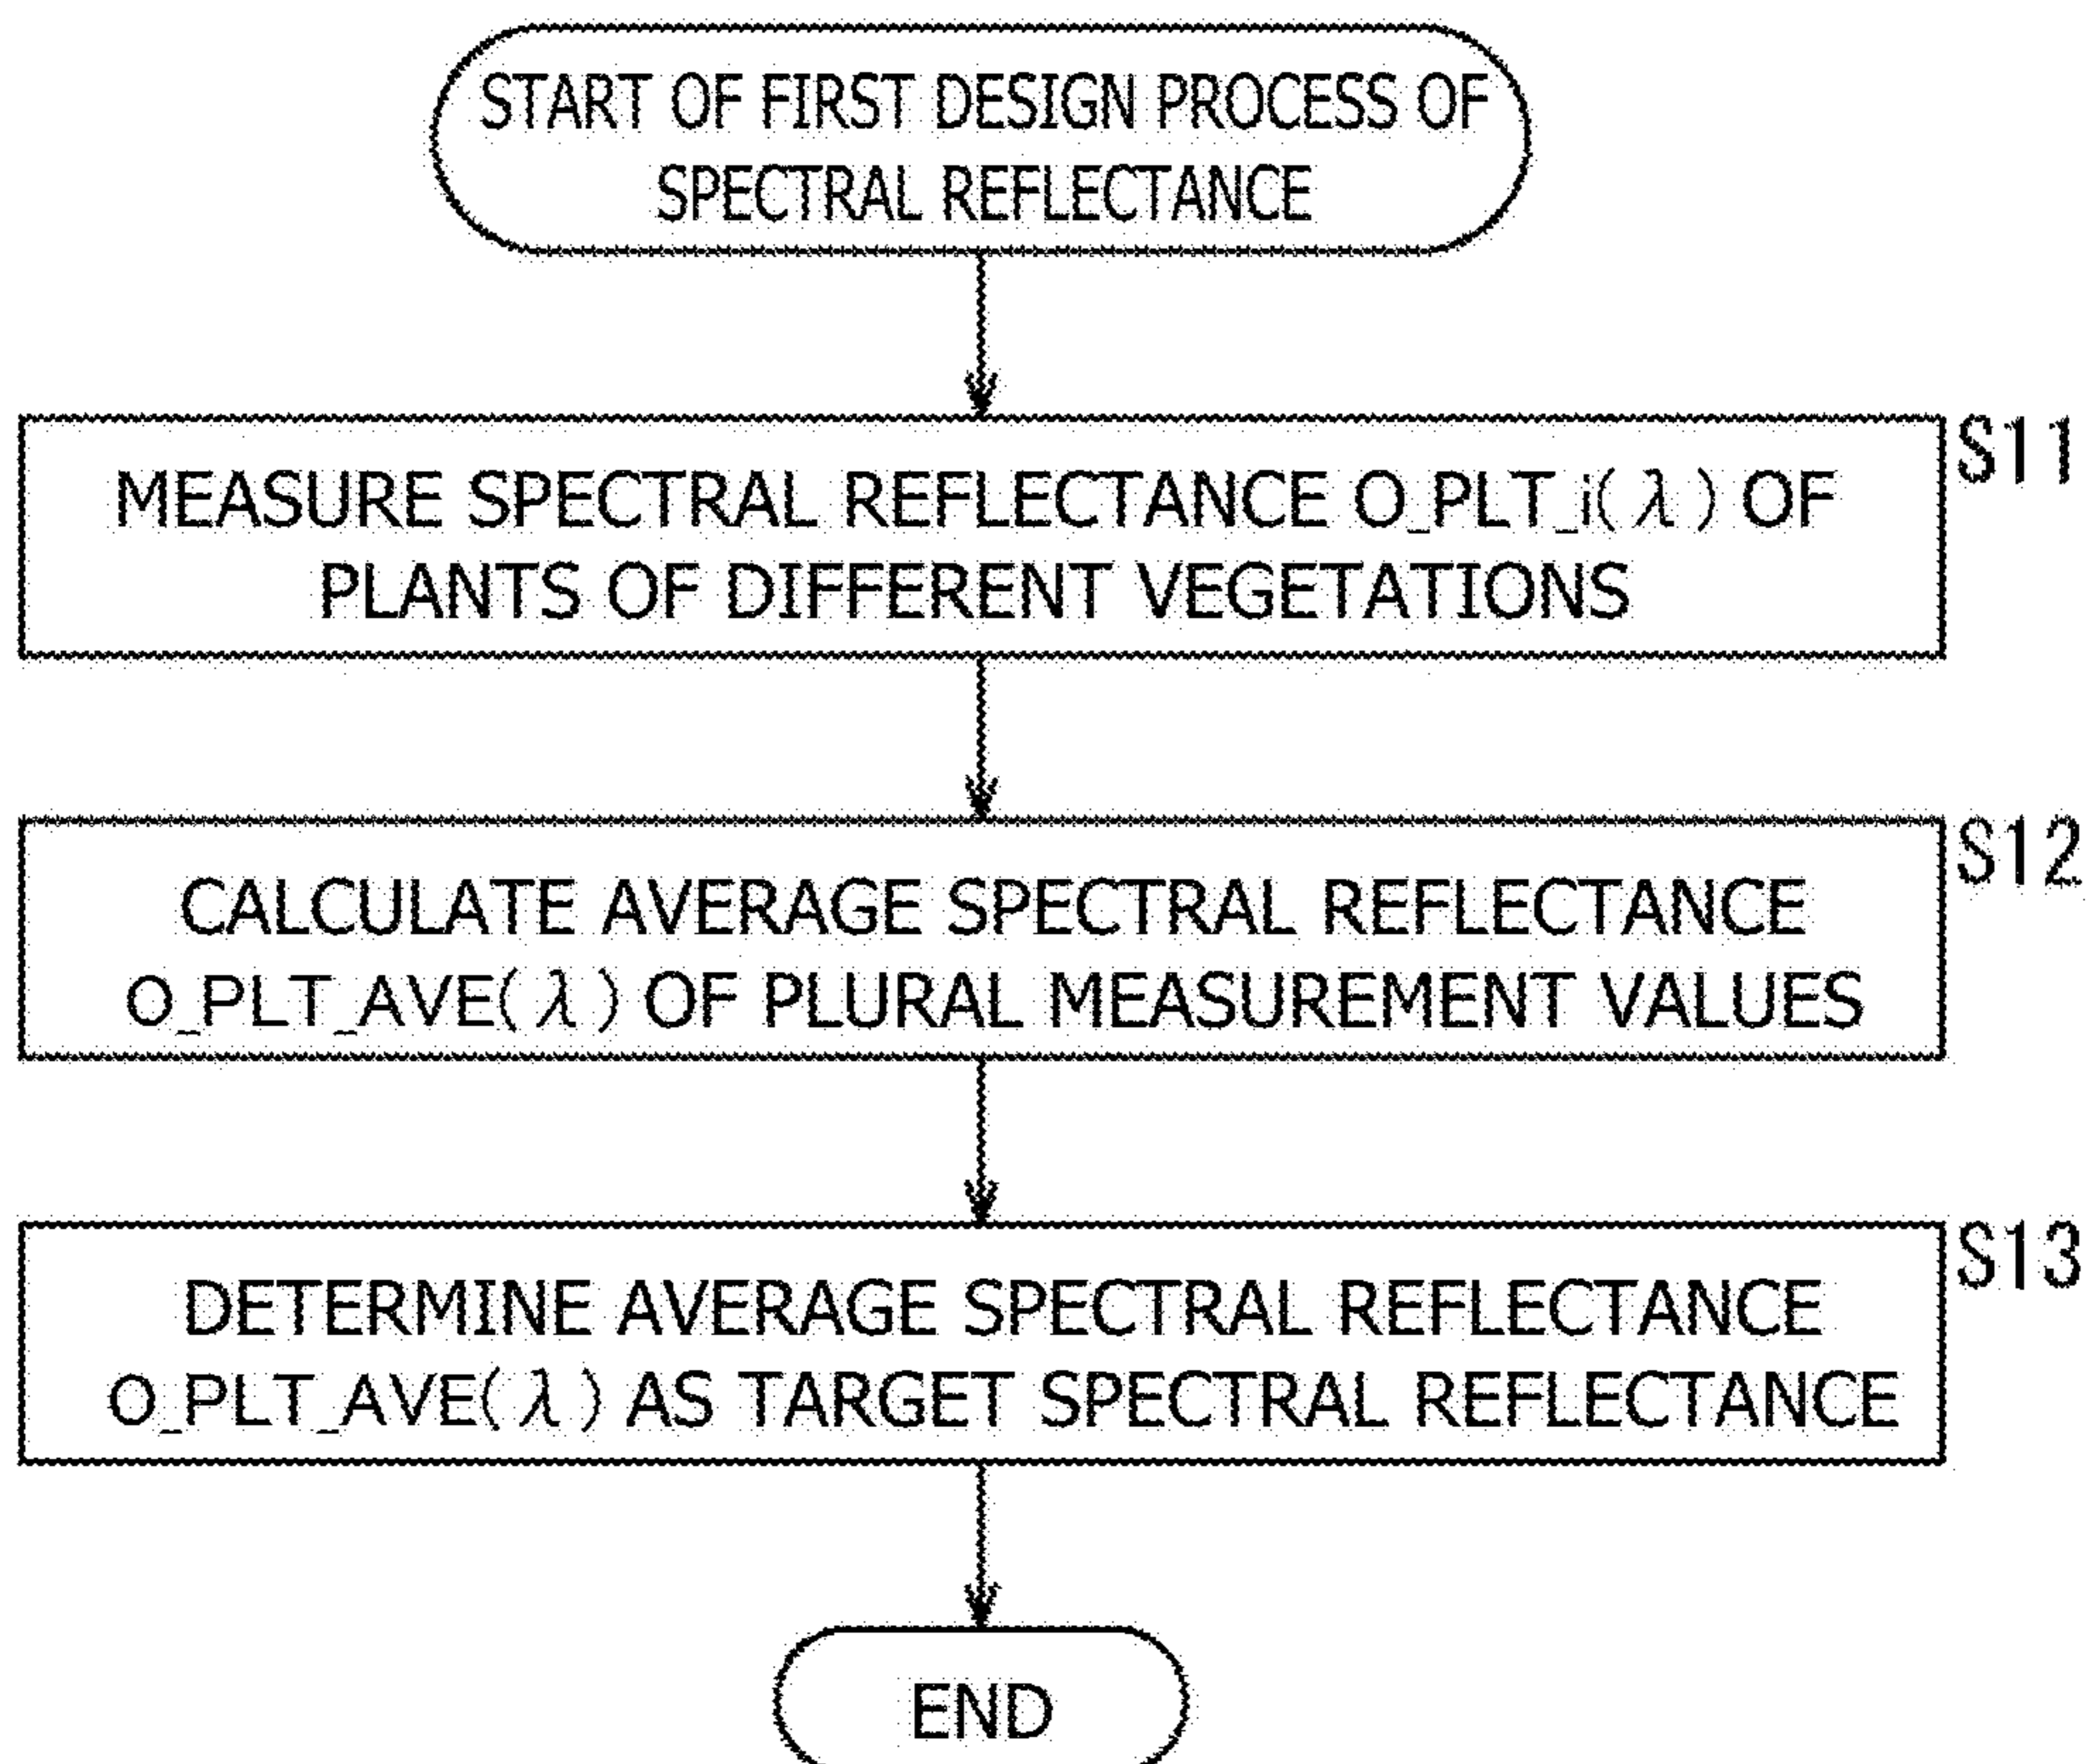 START OF FIRST DESIGN PROCESS OF
SPECTRAL REFLECTANCE
S11
MEASURE SPECTRAL REFLECTANCE O_PLT_i(λ) OF
PLANTS OF DIFFERENT VEGETATIONS
S12
CALCULATE AVERAGE SPECTRAL REFLECTANCE
O_PLT_AVE(λ) OF PLURAL MEASUREMENT VALUES
S13
DETERMINE AVERAGE SPECTRAL REFLECTANCE
O_PLT_AVE(λ) AS TARGET SPECTRAL REFLECTANCE
END